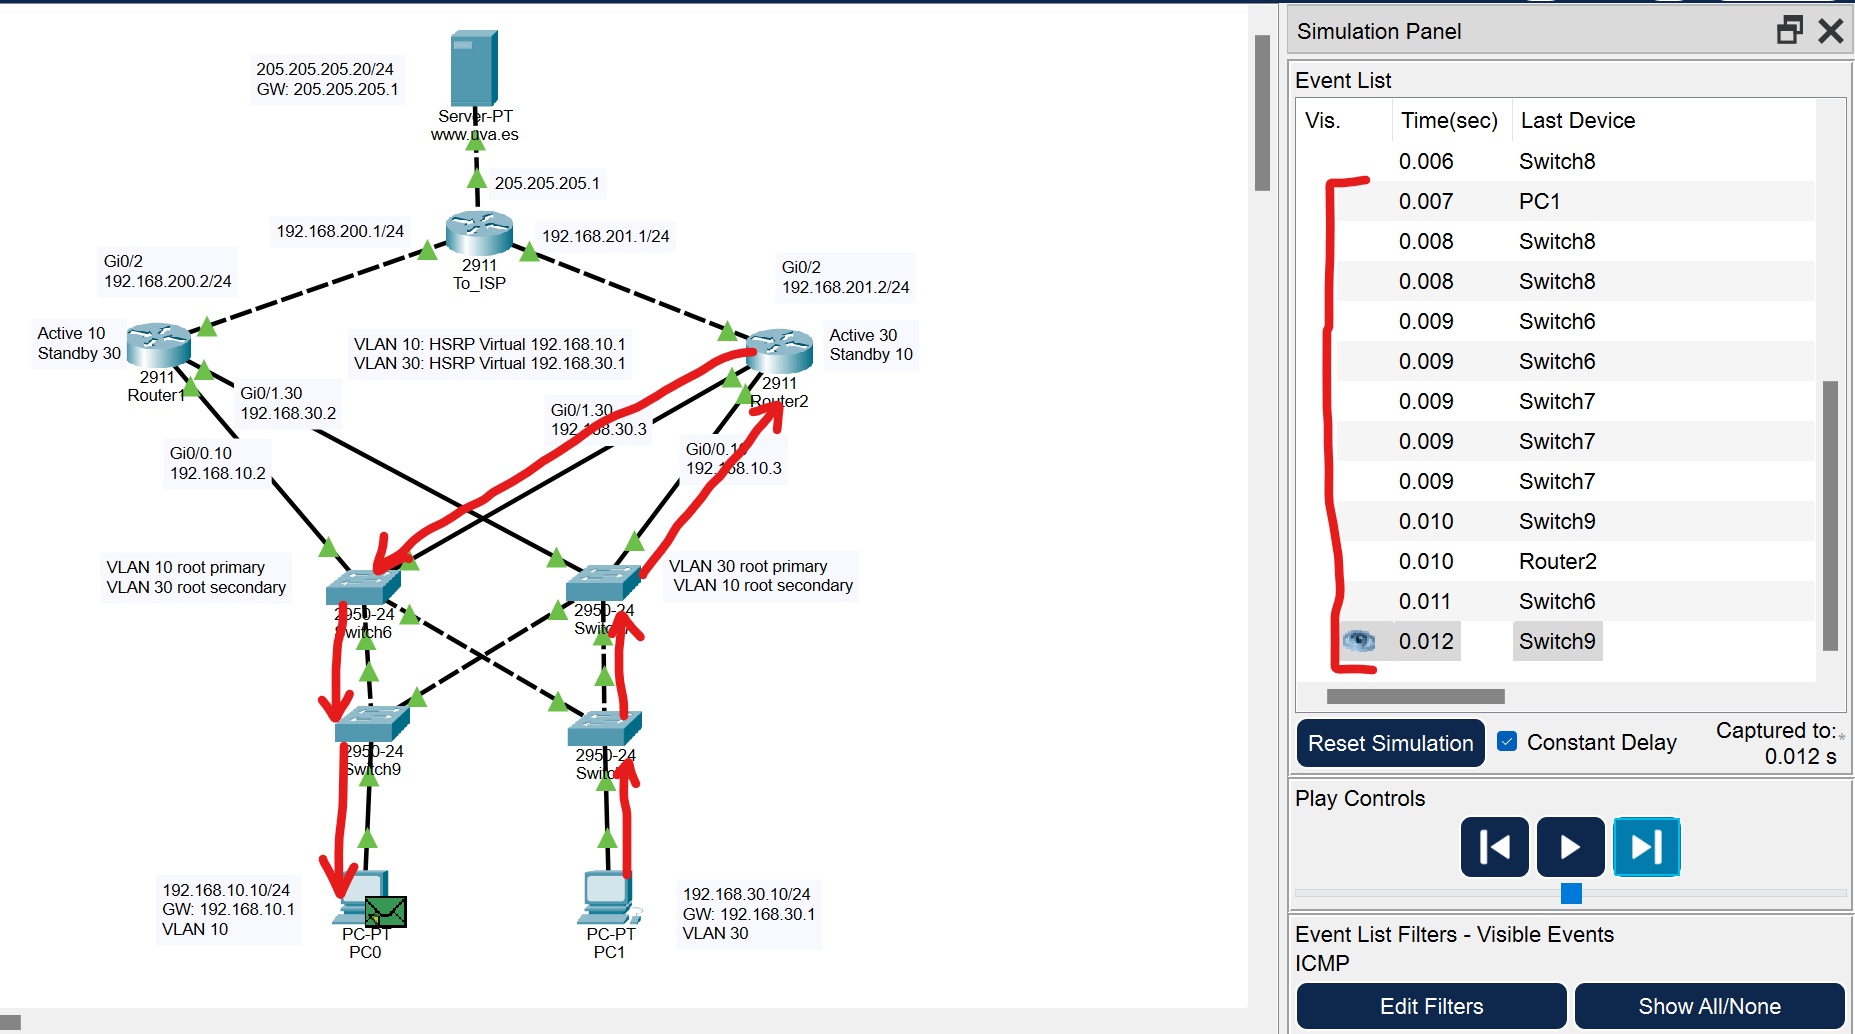 205.205.205.20/24
GW: 205.205.205.1
Server-PT
www.uva.es
205.205.205.1
192.168.200.1/24
192.168.201.1/24
2911
To_ISP
Gi0/2
192.168.200.2/24
Gi0/2
192.168.201.2/24
Active 10
Standby 30
2911
Router1
VLAN 10: HSRP Virtual 192.168.10.1
VLAN 30: HSRP Virtual 192.168.30.1
Active 30
Standby 10
2911
Router2
Gi0/1.30
192.168.30.2
Gi0/1.30
192.168.30.3
Gi0/0.10
192.168.10.2
Gi0/0.10
192.168.10.3
VLAN 10 root primary
VLAN 30 root secondary
VLAN 30 root primary
VLAN 10 root secondary
2950-24
Switch6
2950-24
2950-24
Switch9
2950-24
192.168.10.10/24
GW: 192.168.10.1
VLAN 10
PC-PT
PC0
PC-PT
PC1
192.168.30.10/24
GW: 192.168.30.1
VLAN 30
Simulation Panel
Event List
Vis. Time(sec) Last Device
0.006 Switch8
0.007 PC1
0.008 Switch8
0.008 Switch8
0.009 Switch6
0.009 Switch6
0.009 Switch7
0.009 Switch7
0.009 Switch7
0.010 Switch9
0.010 Router2
0.011 Switch6
0.012 Switch9
Reset Simulation
Constant Delay
Captured to:*
0.012 s
Play Controls
Event List Filters - Visible Events
ICMP
Edit Filters
Show All/None